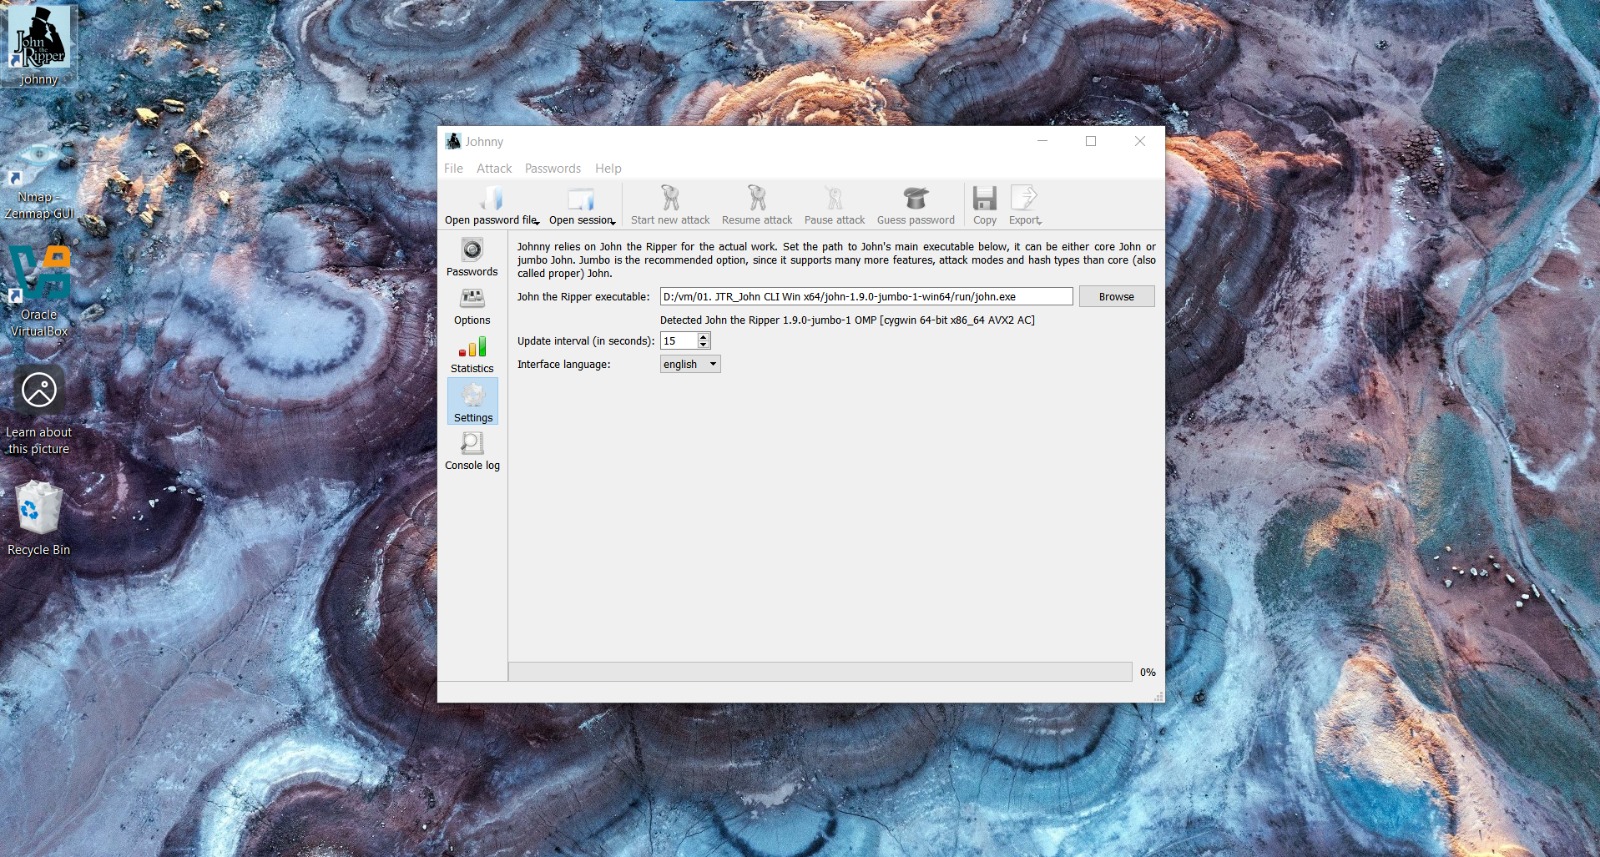 John
the
Ripper
johnny
Nmap -
Zenmap GUI
Oracle
VirtualBox
Learn about
this picture
Recycle Bin
Johnny
File Attack Passwords Help
Open password file Open session Start new attack Resume attack Pause attack Guess password Copy Export
Passwords
Options
Statistics
Settings
Console log
Johnny relies on John the Ripper for the actual work. Set the path to John's main executable below, it can be either core John or
jumbo John. Jumbo is the recommended option, since it supports many more features, attack modes and hash types than core (also
called proper) John.
John the Ripper executable: D:/vm/01. JTR_John CLI Win x64/john-1.9.0-jumbo-1-win64/run/john.exe Browse
Detected John the Ripper 1.9.0-jumbo-1 OMP [cygwin 64-bit x86_64 AVX2 AC]
Update interval (in seconds): 15
Interface language: english
0%